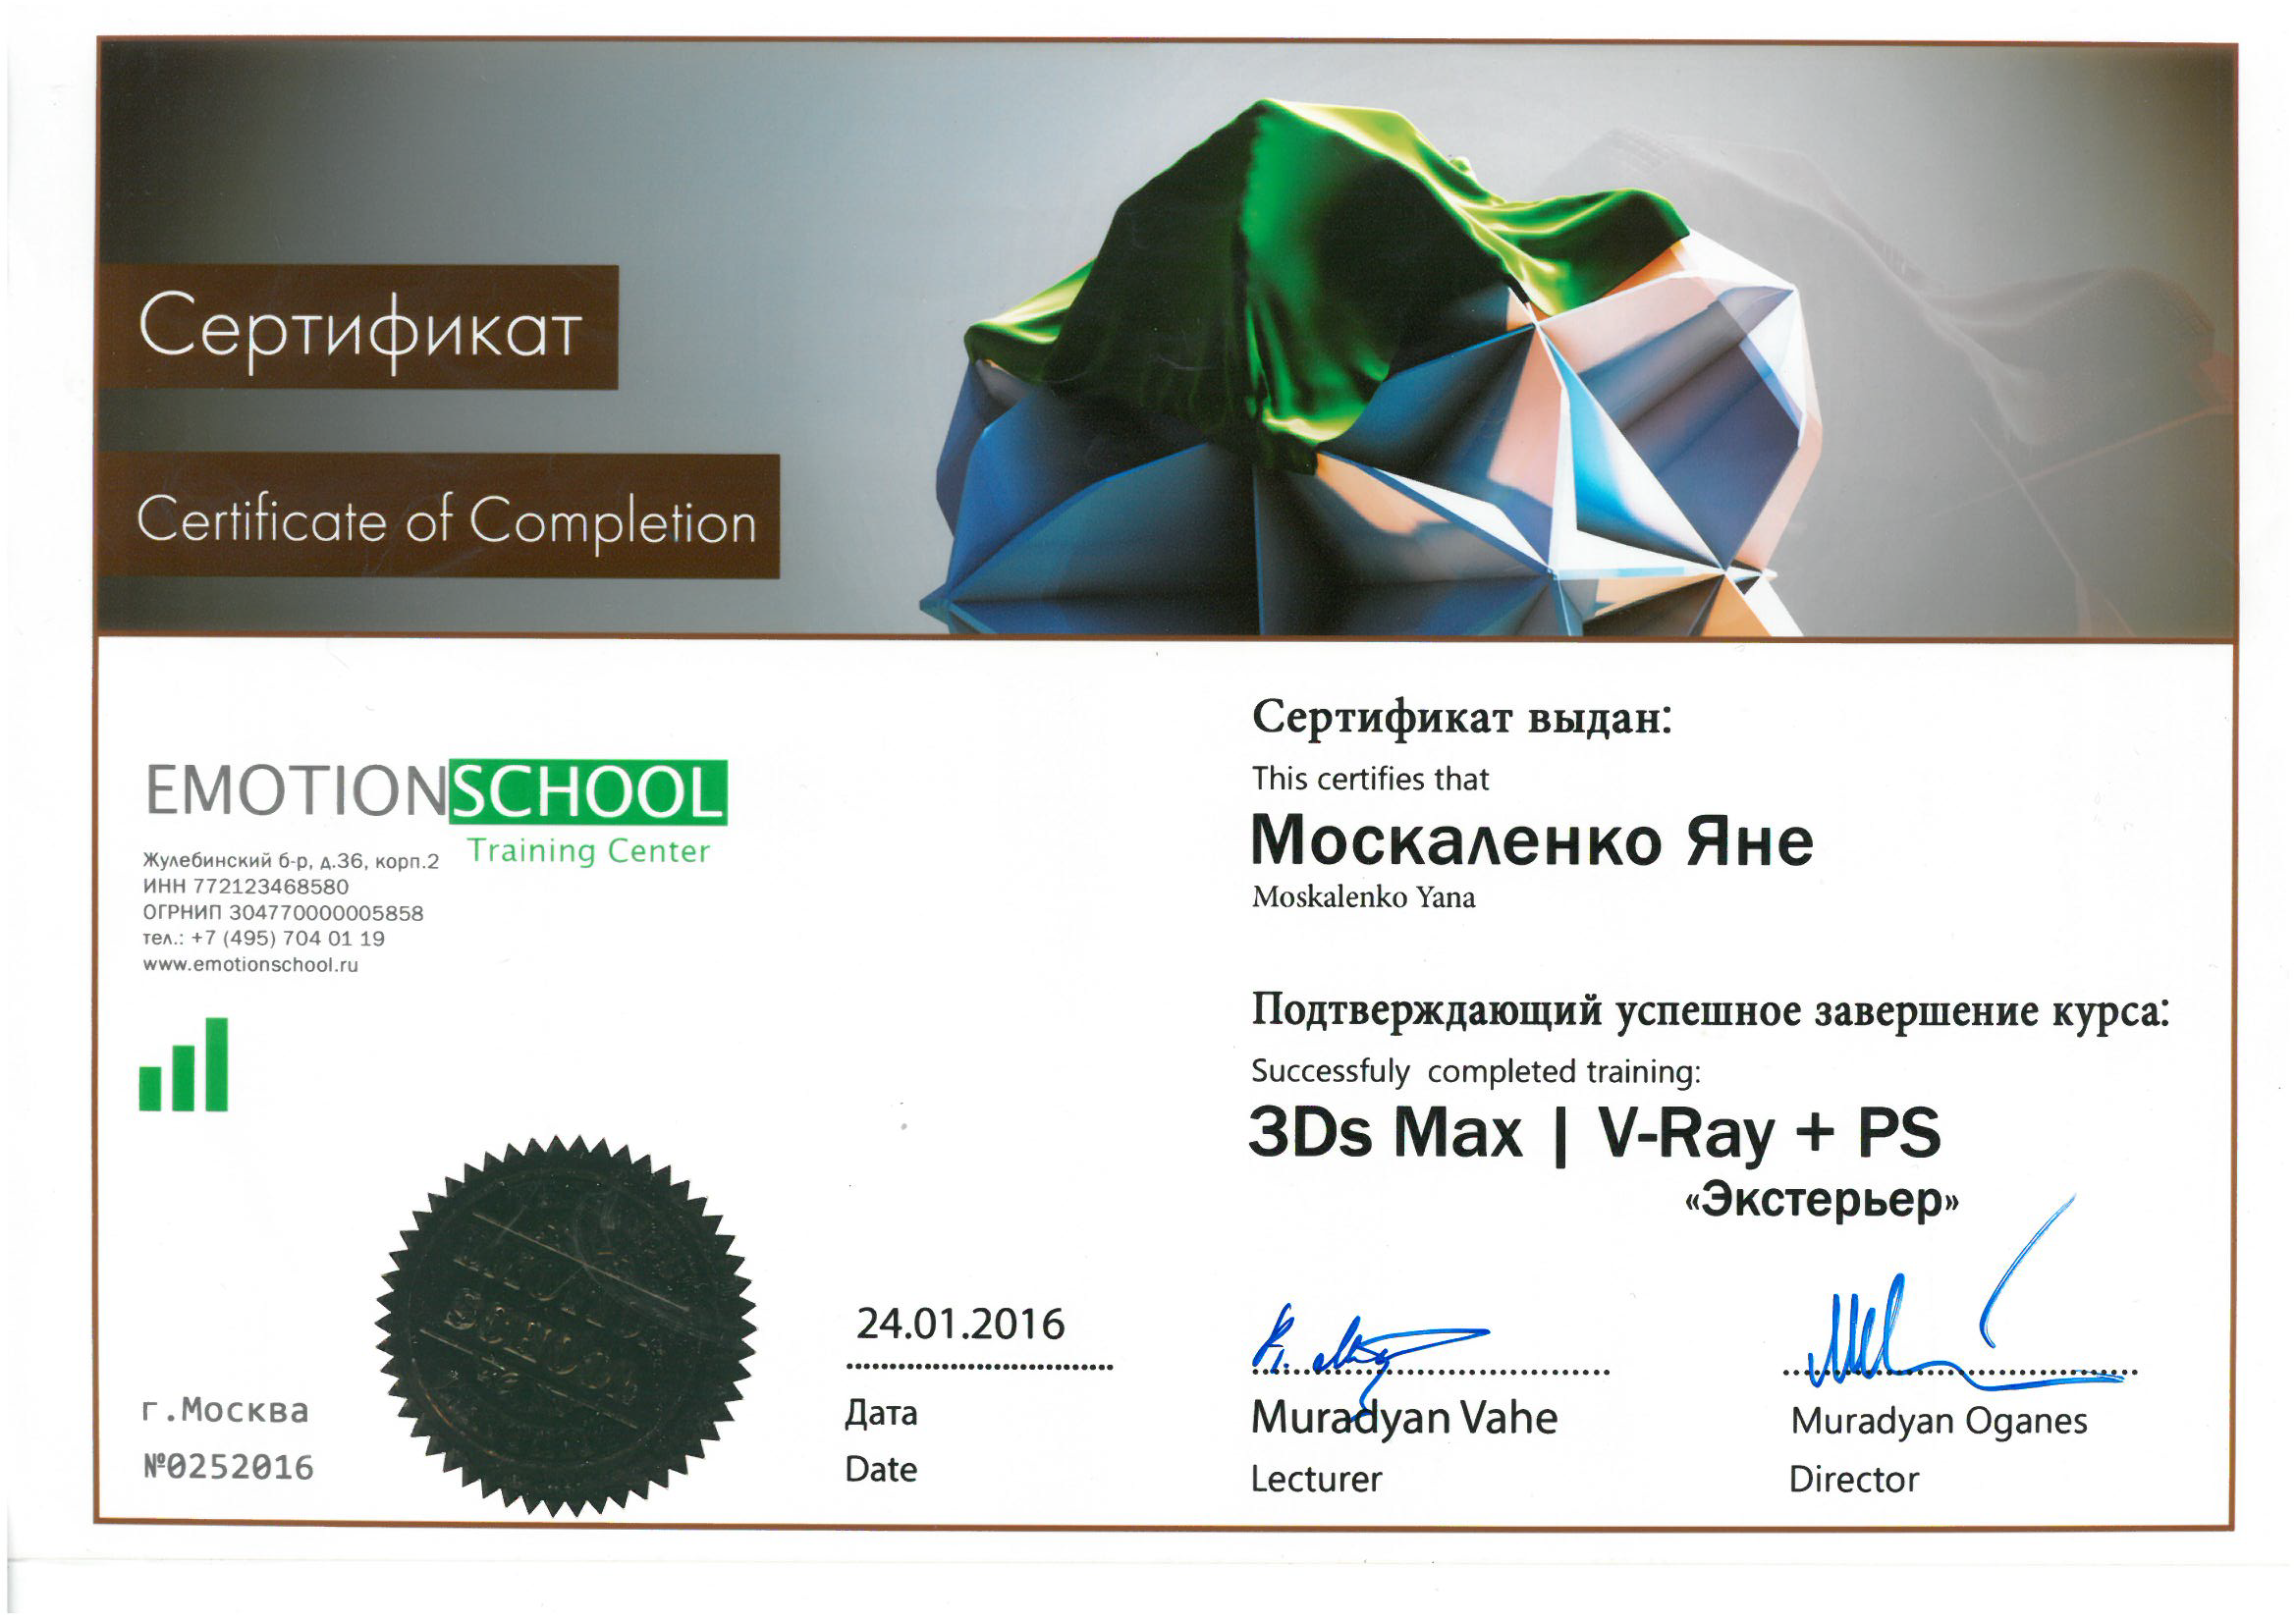 Сертификат
Certificate of Completion
EMOTIONSCHOOL
Training Center
Жулебинский б-р, д.36, корп.2
ИНН 772123468580
ОГРНИП 304770000005858
тел.: +7 (495) 704 01 19
www.emotionschool.ru
Сертификат выдан:
This certifies that
Москаленко Яне
Moskalenko Yana
Подтверждающий успешное завершение курса:
Successfuly completed training:
3Ds Max | V-Ray + PS
«Экстерьер»
24.01.2016
Дата
Date
Muradyan Vahe
Lecturer
Muradyan Oganes
Director
г.Москва
№0252016
SCHOOL